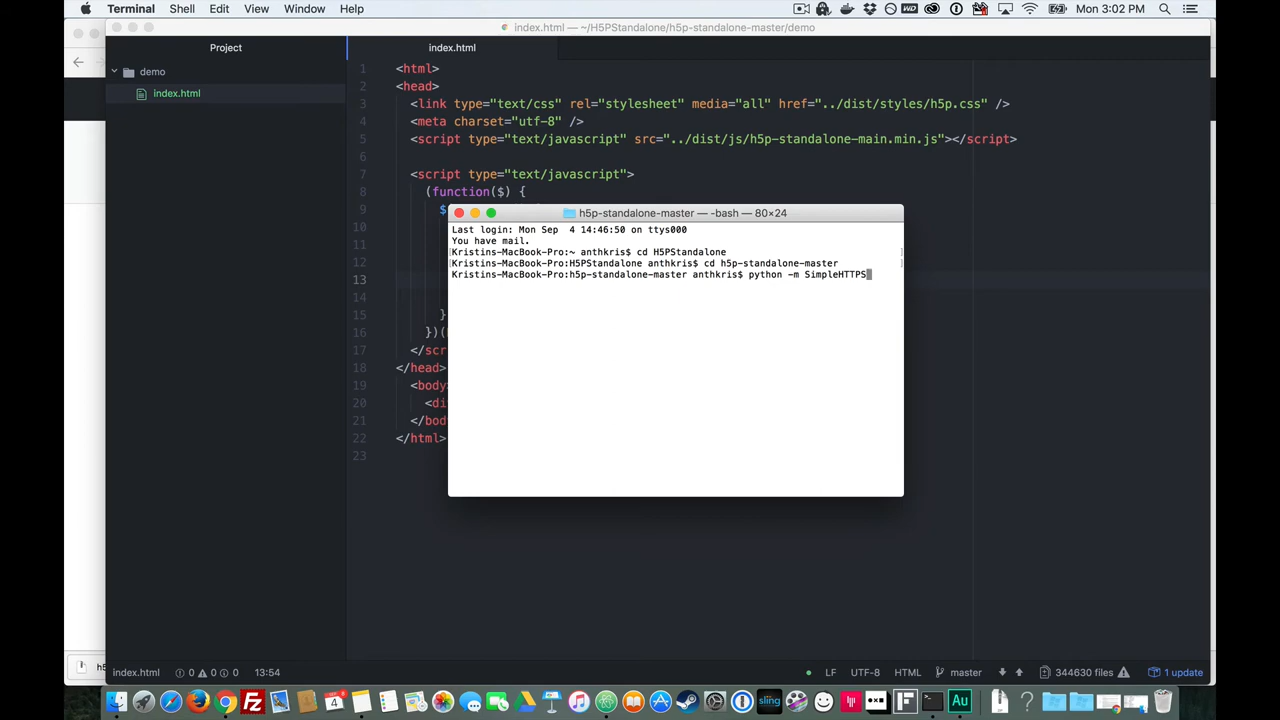 Terminal Shell Edit View Window Help Mon 3:02 PM
index.html — ~/H5PStandalone/h5p-standalone-master/demo
Project
index.html
demo
index.html
1 <html>
2 <head>
3 <link type="text/css" rel="stylesheet" media="all" href="../dist/styles/h5p.css" />
4 <meta charset="utf-8" />
5 <script type="text/javascript" src="../dist/js/h5p-standalone-main.min.js"></script>
6
7 <script type="text/javascript">
8 (function($) {
9 $
10
11
12
13
14
15 }
16 })(
17 </scr
18 </head>
19 <body>
20 <di
21 </bod
22 </html>
23
h5p-standalone-master — -bash — 80×24
Last login: Mon Sep  4 14:46:50 on ttys000
You have mail.
Kristins-MacBook-Pro:~ anthkris$ cd H5PStandalone
Kristins-MacBook-Pro:H5PStandalone anthkris$ cd h5p-standalone-master
Kristins-MacBook-Pro:h5p-standalone-master anthkris$ python -m SimpleHTTPS
h5
index.html 0 0 0 13:54 LF UTF-8 HTML master 344630 files 1 update